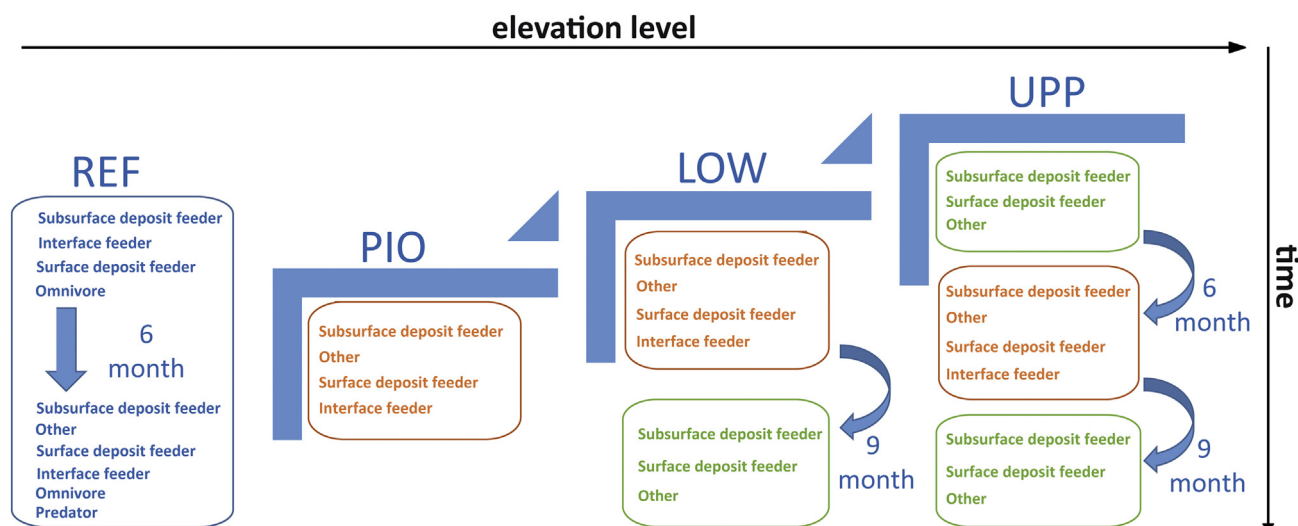 elevation level
time
REF
Subsurface deposit feeder
Interface feeder
Surface deposit feeder
Omnivore
6
month
Subsurface deposit feeder
Other
Surface deposit feeder
Interface feeder
Omnivore
Predator
PIO
Subsurface deposit feeder
Other
Surface deposit feeder
Interface feeder
LOW
Subsurface deposit feeder
Other
Surface deposit feeder
Interface feeder
9
month
Subsurface deposit feeder
Surface deposit feeder
Other
UPP
Subsurface deposit feeder
Surface deposit feeder
Other
6
month
Subsurface deposit feeder
Other
Surface deposit feeder
Interface feeder
9
month
Subsurface deposit feeder
Surface deposit feeder
Other